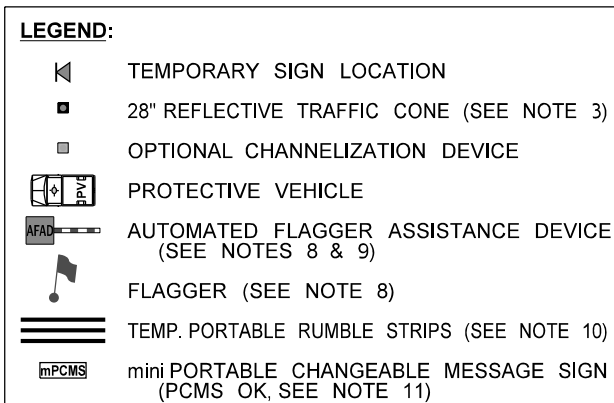 LEGEND:
TEMPORARY SIGN LOCATION
28" REFLECTIVE TRAFFIC CONE (SEE NOTE 3)
OPTIONAL CHANNELIZATION DEVICE
PV PROTECTIVE VEHICLE
AFAD AUTOMATED FLAGGER ASSISTANCE DEVICE
(SEE NOTES 8 & 9)
FLAGGER (SEE NOTE 8)
TEMP. PORTABLE RUMBLE STRIPS (SEE NOTE 10)
mPCMS mini PORTABLE CHANGEABLE MESSAGE SIGN
(PCMS OK, SEE NOTE 11)